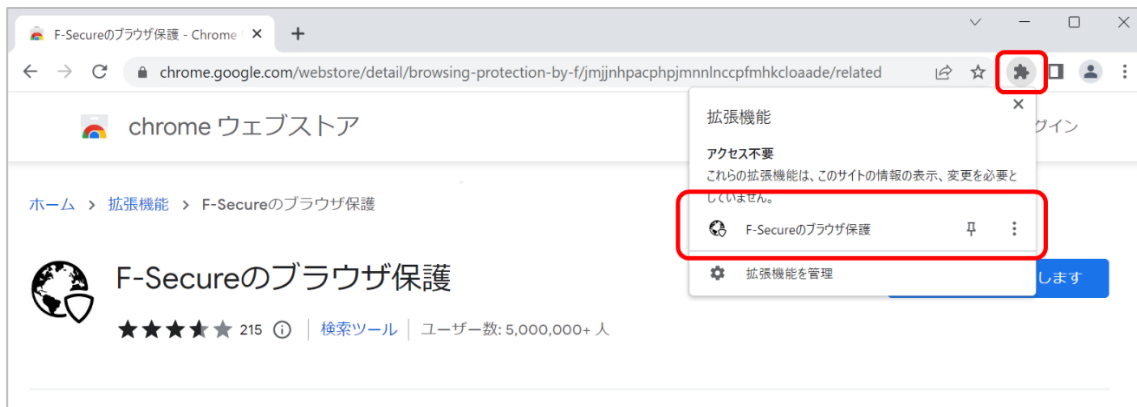 F-Secureのブラウザ保護 - Chrome
chrome.google.com/webstore/detail/browsing-protection-by-f/jmjjnhpacphpjmnnlnccpfmhkcloaade/related
chrome ウェブストア
グイン
拡張機能
アクセス不要
これらの拡張機能は、このサイトの情報の表示、変更を必要と
していません。
F-Secureのブラウザ保護
拡張機能を管理
ホーム > 拡張機能 > F-Secureのブラウザ保護
F-Secureのブラウザ保護
します
215 検索ツール ユーザー数: 5,000,000+ 人